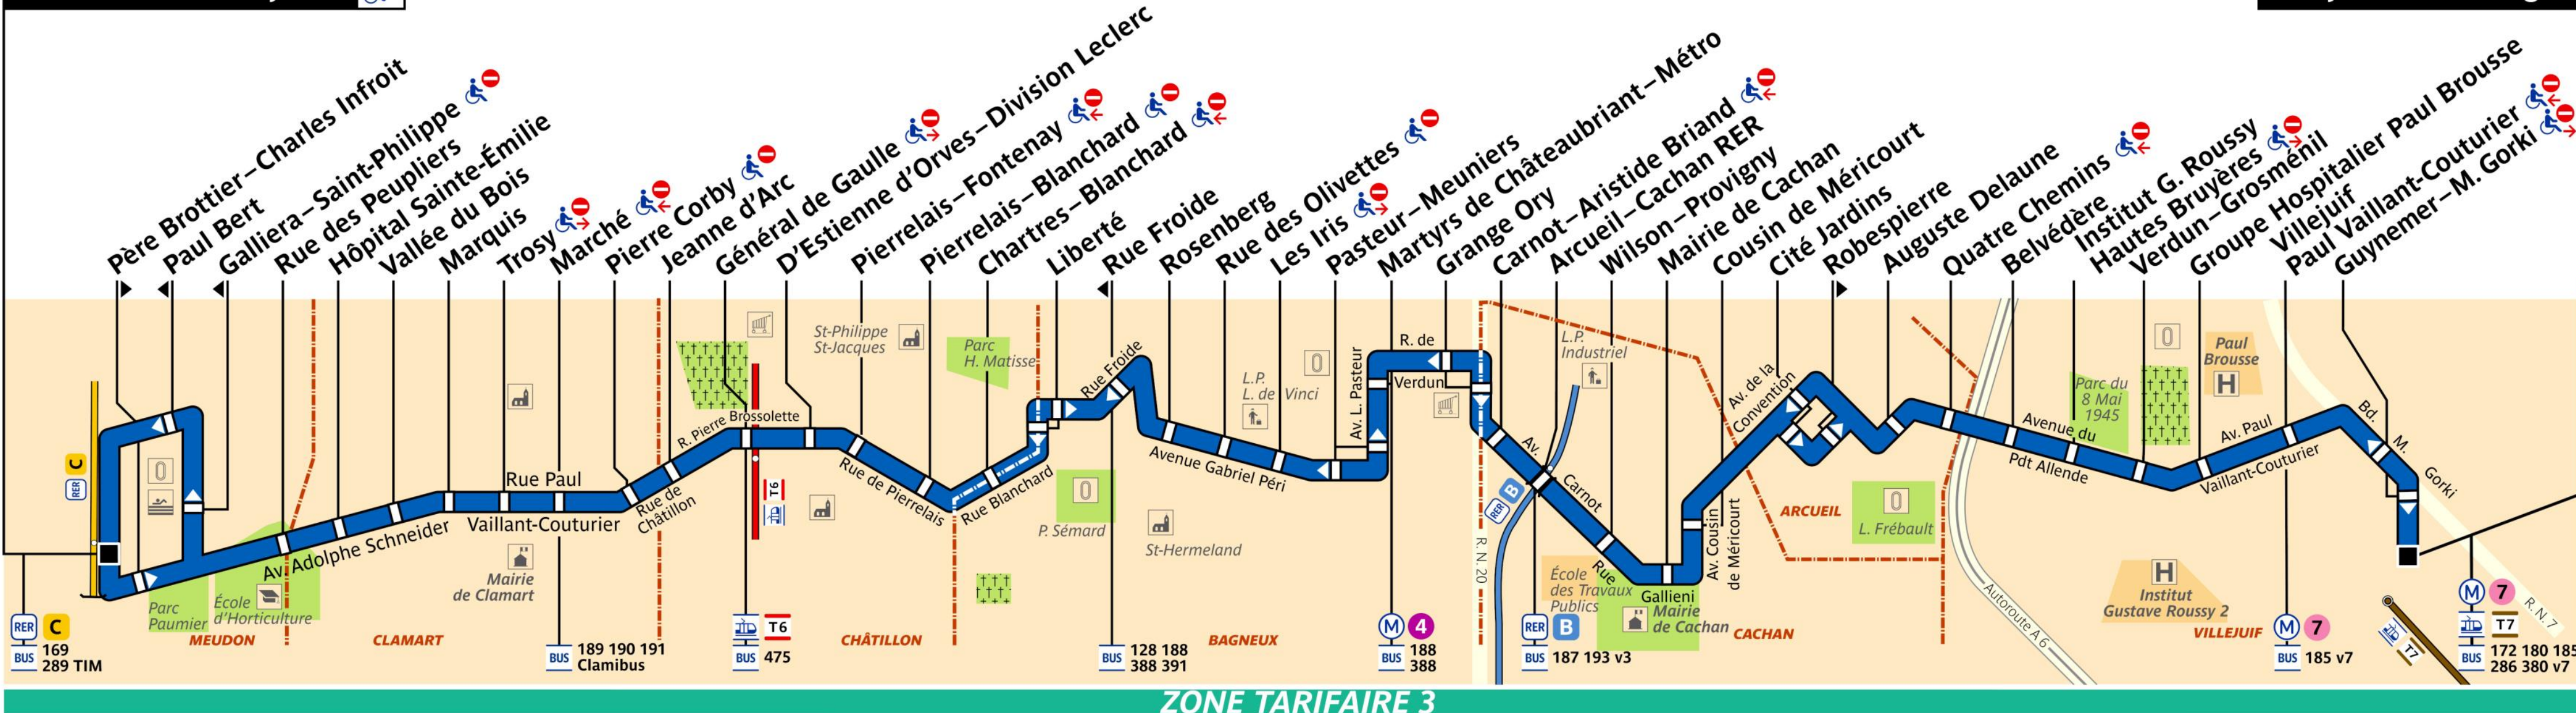 Père Brottier–Charles Infroit
Paul Bert
Galliera–Saint-Philippe
Rue des Peupliers
Hôpital Sainte-Émilie
Vallée du Bois
Marquis
Trosy
Marché
Pierre Corby
Jeanne d’Arc
Général de Gaulle
D’Estienne d’Orves–Division Leclerc
Pierrelais–Fontenay
Pierrelais–Blanchard
Chartres–Blanchard
Liberté
Rue Froide
Rosenberg
Rue des Olivettes
Les Iris
Pasteur–Meuniers
Martyrs de Châteaubriant–Métro
Grange Ory
Carnot–Aristide Briand
Arcueil–Cachan RER
Wilson–Provigny
Mairie de Cachan
Cousin de Méricourt
Cité Jardins
Robespierre
Auguste Delaune
Quatre Chemins
Belvédère
Institut G. Roussy
Hautes Bruyères
Verdun–Grosménil
Groupe Hospitalier Paul Brousse
Villejuif
Paul Vaillant-Couturier
Guynemer–M. Gorki
RER C
Parc
Paumier
École
d’Horticulture
Av. Adolphe Schneider
Rue Paul
Vaillant-Couturier
Mairie
de Clamart
Rue de
Châtillon
R. Pierre Brossolette
T6
St-Philippe
St-Jacques
Rue de Pierrelais
Parc
H. Matisse
Rue Blanchard
Rue Froide
P. Sémard
St-Hermeland
Avenue Gabriel Péri
L.P.
L. de Vinci
Av. L. Pasteur
R. de
Verdun
R. N. 20
L.P.
Industriel
RER B
Av.
Carnot
École
des Travaux
Publics
Rue
Gallieni
Mairie
de Cachan
Av. Cousin
de Méricourt
Av. de la
Convention
L. Frébault
Autoroute A 6
Avenue du
Pdt Allende
Parc du
8 Mai
1945
Paul
Brousse
H
H
Institut
Gustave Roussy 2
Av. Paul
Vaillant-Couturier
Bd.
M.
Gorki
R. N. 7
T7
MEUDON
CLAMART
CHÂTILLON
BAGNEUX
CACHAN
ARCUEIL
VILLEJUIF
RER C
BUS 169
289 TIM
BUS 189 190 191
Clamibus
T6
BUS 475
BUS 128 188
388 391
M 4
BUS 188
388
RER B
BUS 187 193 v3
M 7
BUS 185 v7
M 7
T7
BUS 172 180 185
286 380 v7
ZONE TARIFAIRE 3